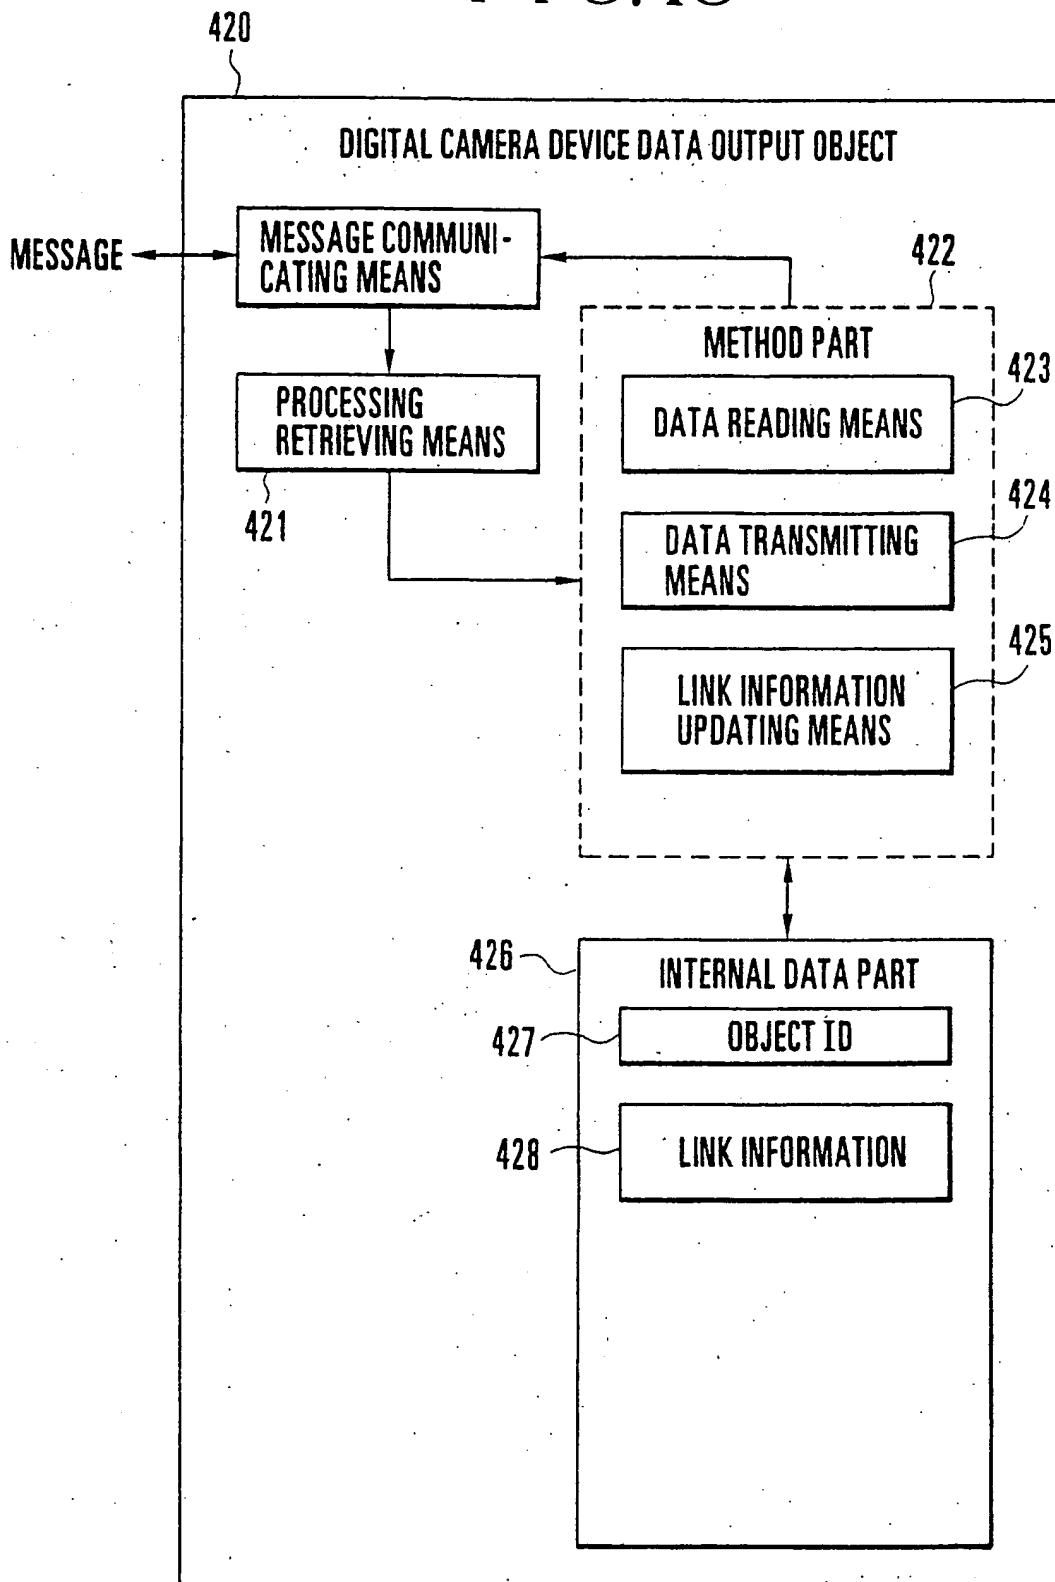 420
DIGITAL CAMERA DEVICE DATA OUTPUT OBJECT
MESSAGE
MESSAGE COMMUNI-
CATING MEANS
422
METHOD PART
423
PROCESSING
RETRIEVING MEANS
DATA READING MEANS
421
424
DATA TRANSMITTING
MEANS
425
LINK INFORMATION
UPDATING MEANS
426
INTERNAL DATA PART
427
OBJECT ID
428
LINK INFORMATION